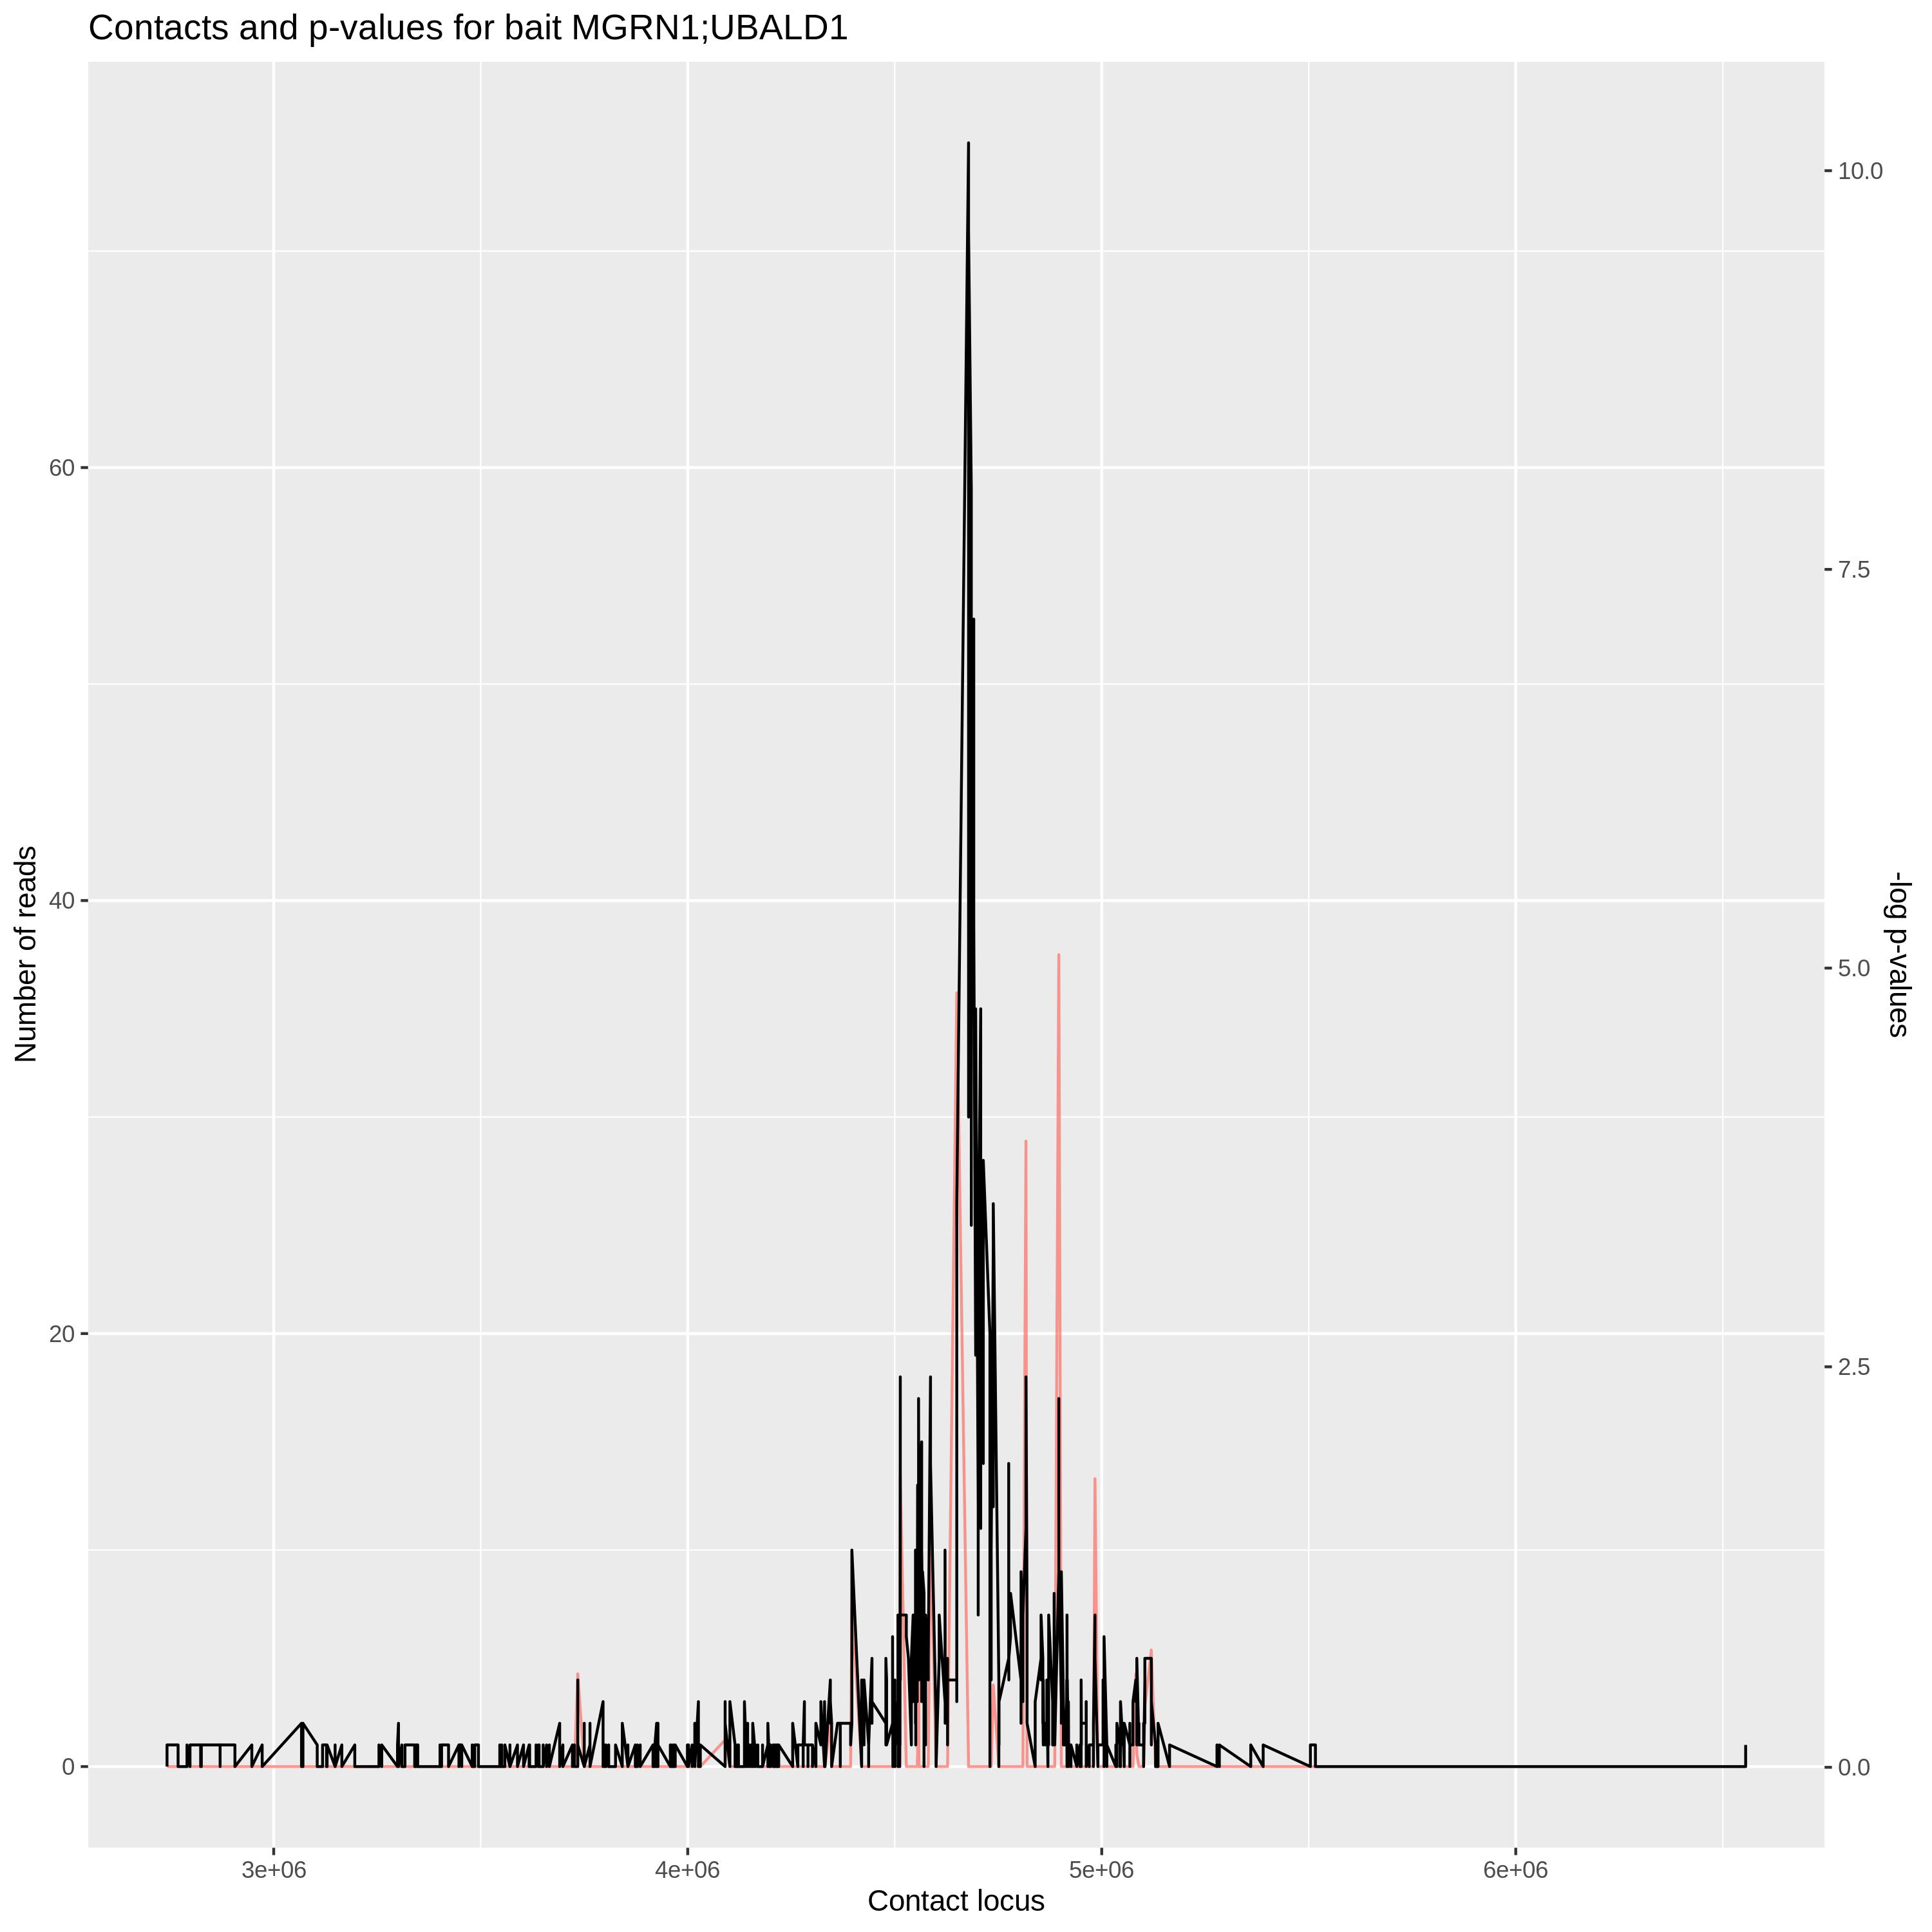 Contacts and p-values for bait MGRN1;UBALD1
10.0
60
7.5
40
5.0
20
2.5
0
0.0
Number of reads
-log p-values
3e+06 4e+06 5e+06 6e+06
Contact locus